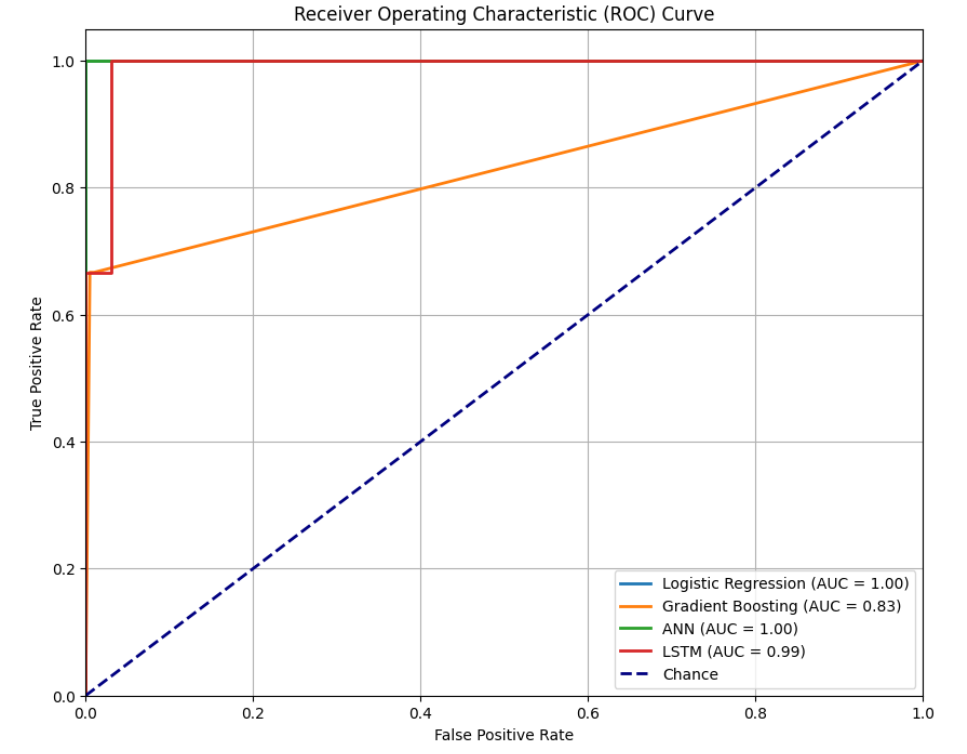 Receiver Operating Characteristic (ROC) Curve
True Positive Rate
1.0
0.8
0.6
0.4
0.2
0.0
Logistic Regression (AUC = 1.00)
Gradient Boosting (AUC = 0.83)
ANN (AUC = 1.00)
LSTM (AUC = 0.99)
Chance
0.0 0.2 0.4 0.6 0.8 1.0
False Positive Rate